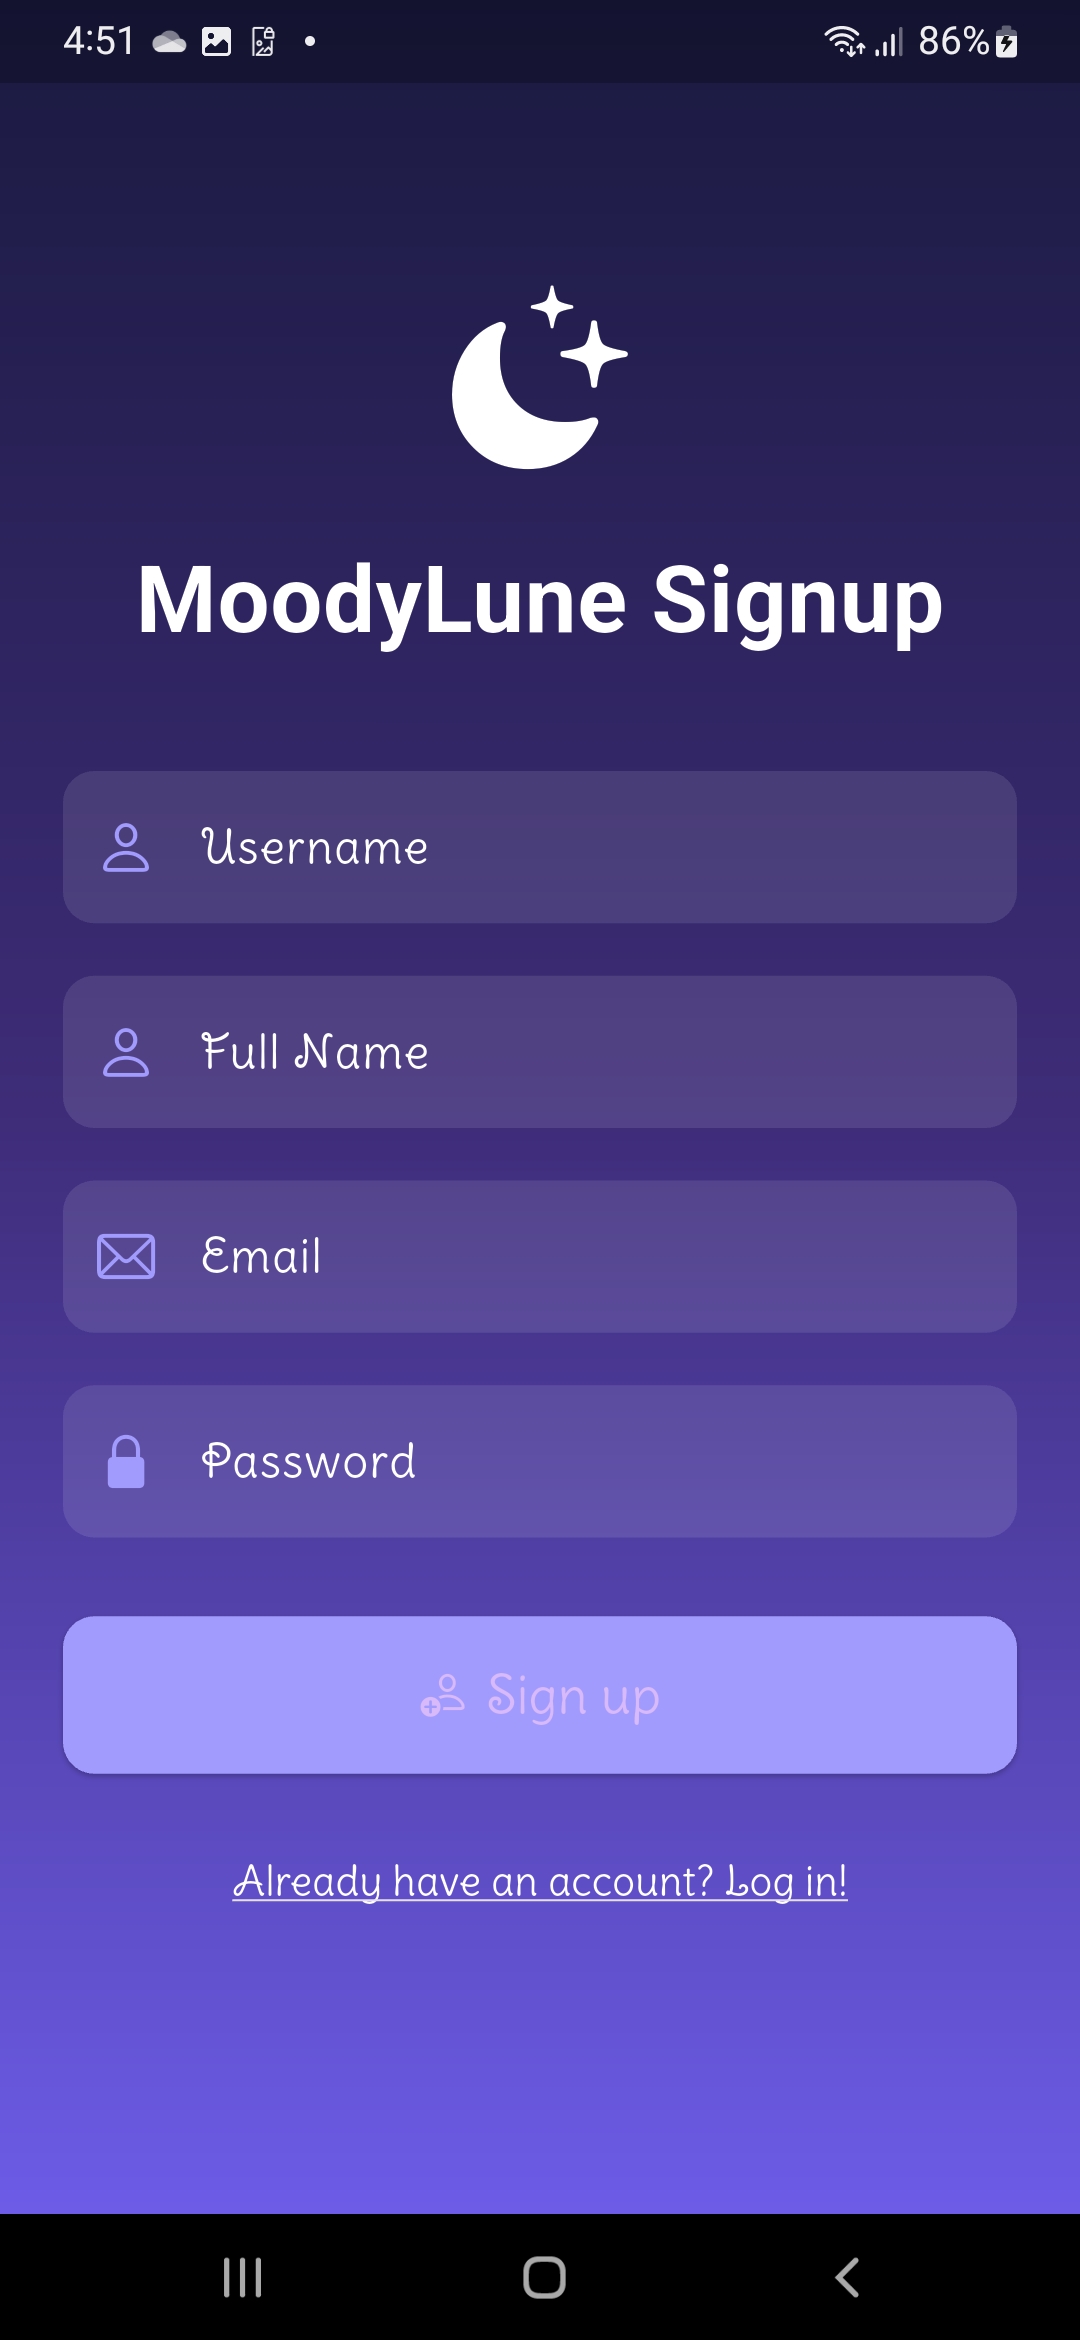 4:51 86%
MoodyLune Signup
Username
Full Name
Email
Password
Sign up
Already have an account? Log in!